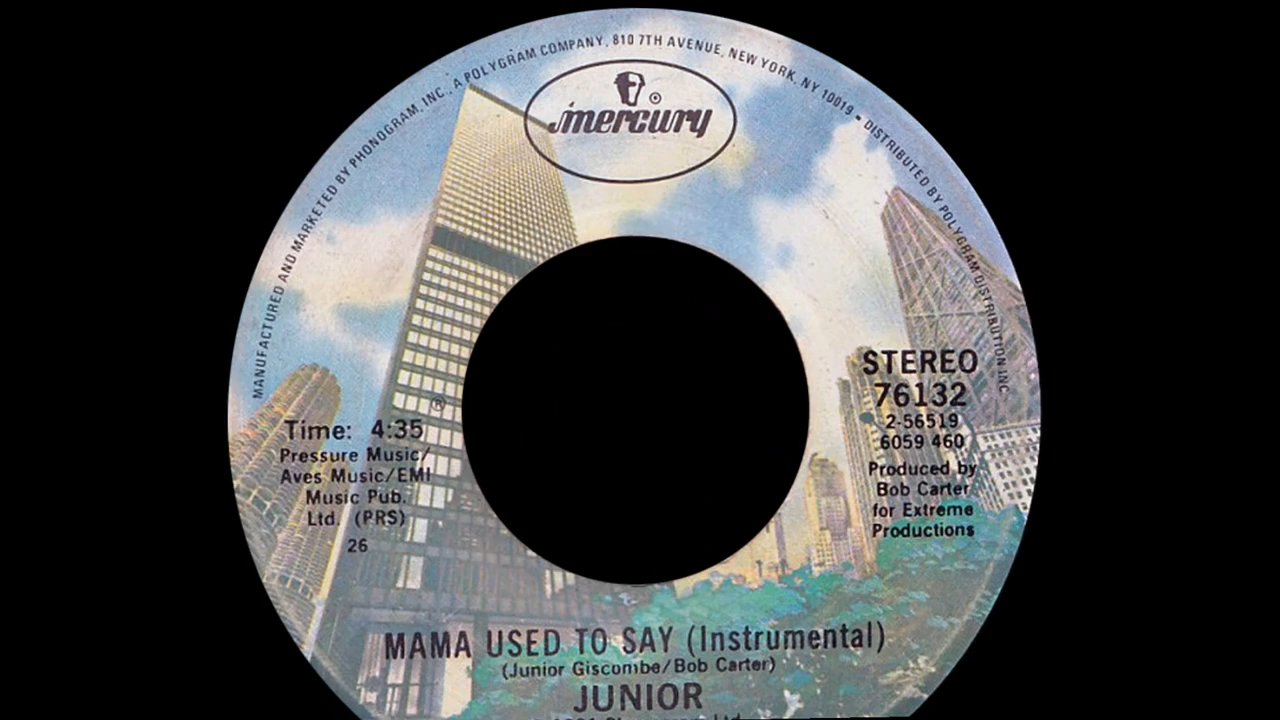 MANUFACTURED AND MARKETED BY PHONOGRAM, INC., A POLYGRAM COMPANY, 810 7TH AVENUE, NEW YORK, NY 10019 • DISTRIBUTED BY POLYGRAM DISTRIBUTION INC
mercury
®
STEREO
76132
2-56519
6059 460
Produced by
Bob Carter
for Extreme
Productions
Time: 4:35
Pressure Music/
Aves Music/EMI
Music Pub.
Ltd. (PRS)
26
MAMA USED TO SAY (Instrumental)
(Junior Giscombe/Bob Carter)
JUNIOR